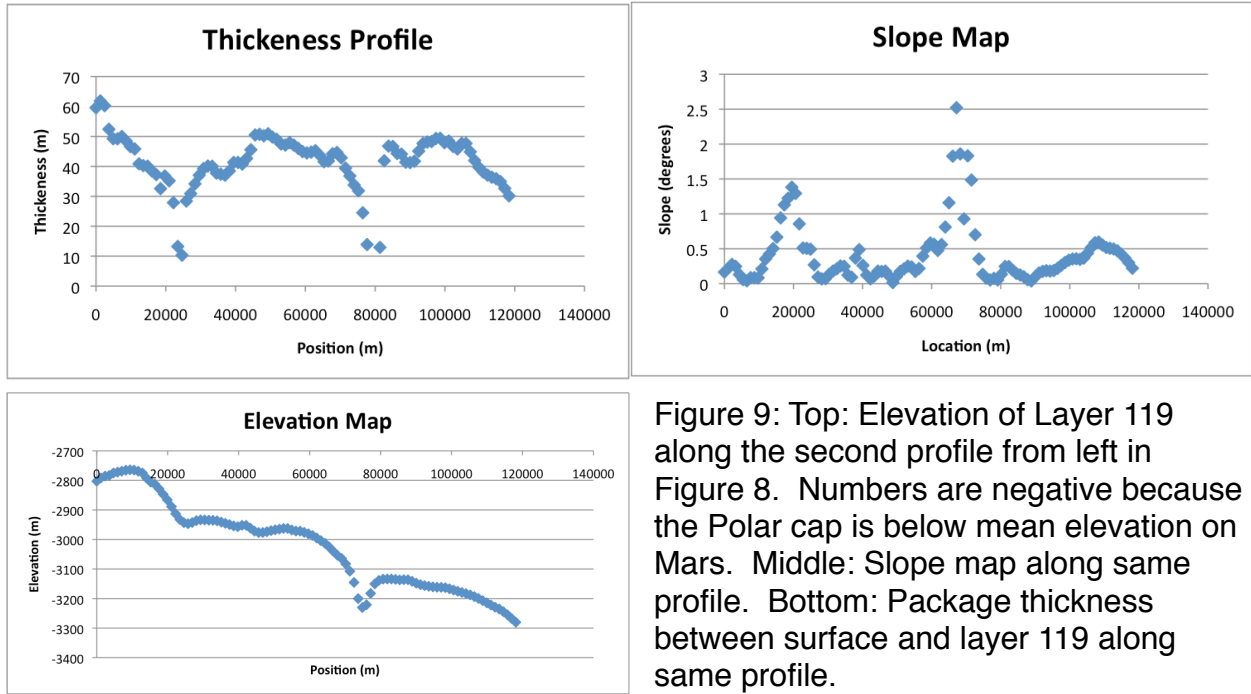 Thickeness Profile
70
60
50
40
30
20
10
0
Thickeness (m)
0 20000 40000 60000 80000 100000 120000 140000
Position (m)
Slope Map
3
2.5
2
1.5
1
0.5
0
Slope (degrees)
0 20000 40000 60000 80000 100000 120000 140000
Location (m)
Elevation Map
0 20000 40000 60000 80000 100000 120000 140000
-2700
-2800
-2900
-3000
-3100
-3200
-3300
-3400
Elevation (m)
Position (m)
Figure 9: Top: Elevation of Layer 119
along the second profile from left in
Figure 8. Numbers are negative because
the Polar cap is below mean elevation on
Mars. Middle: Slope map along same
profile. Bottom: Package thickness
between surface and layer 119 along
same profile.